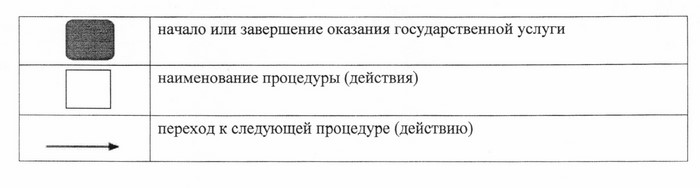 начало или завершение оказания государственной услуги
наименование процедуры (действия)
переход к следующей процедуре (действию)